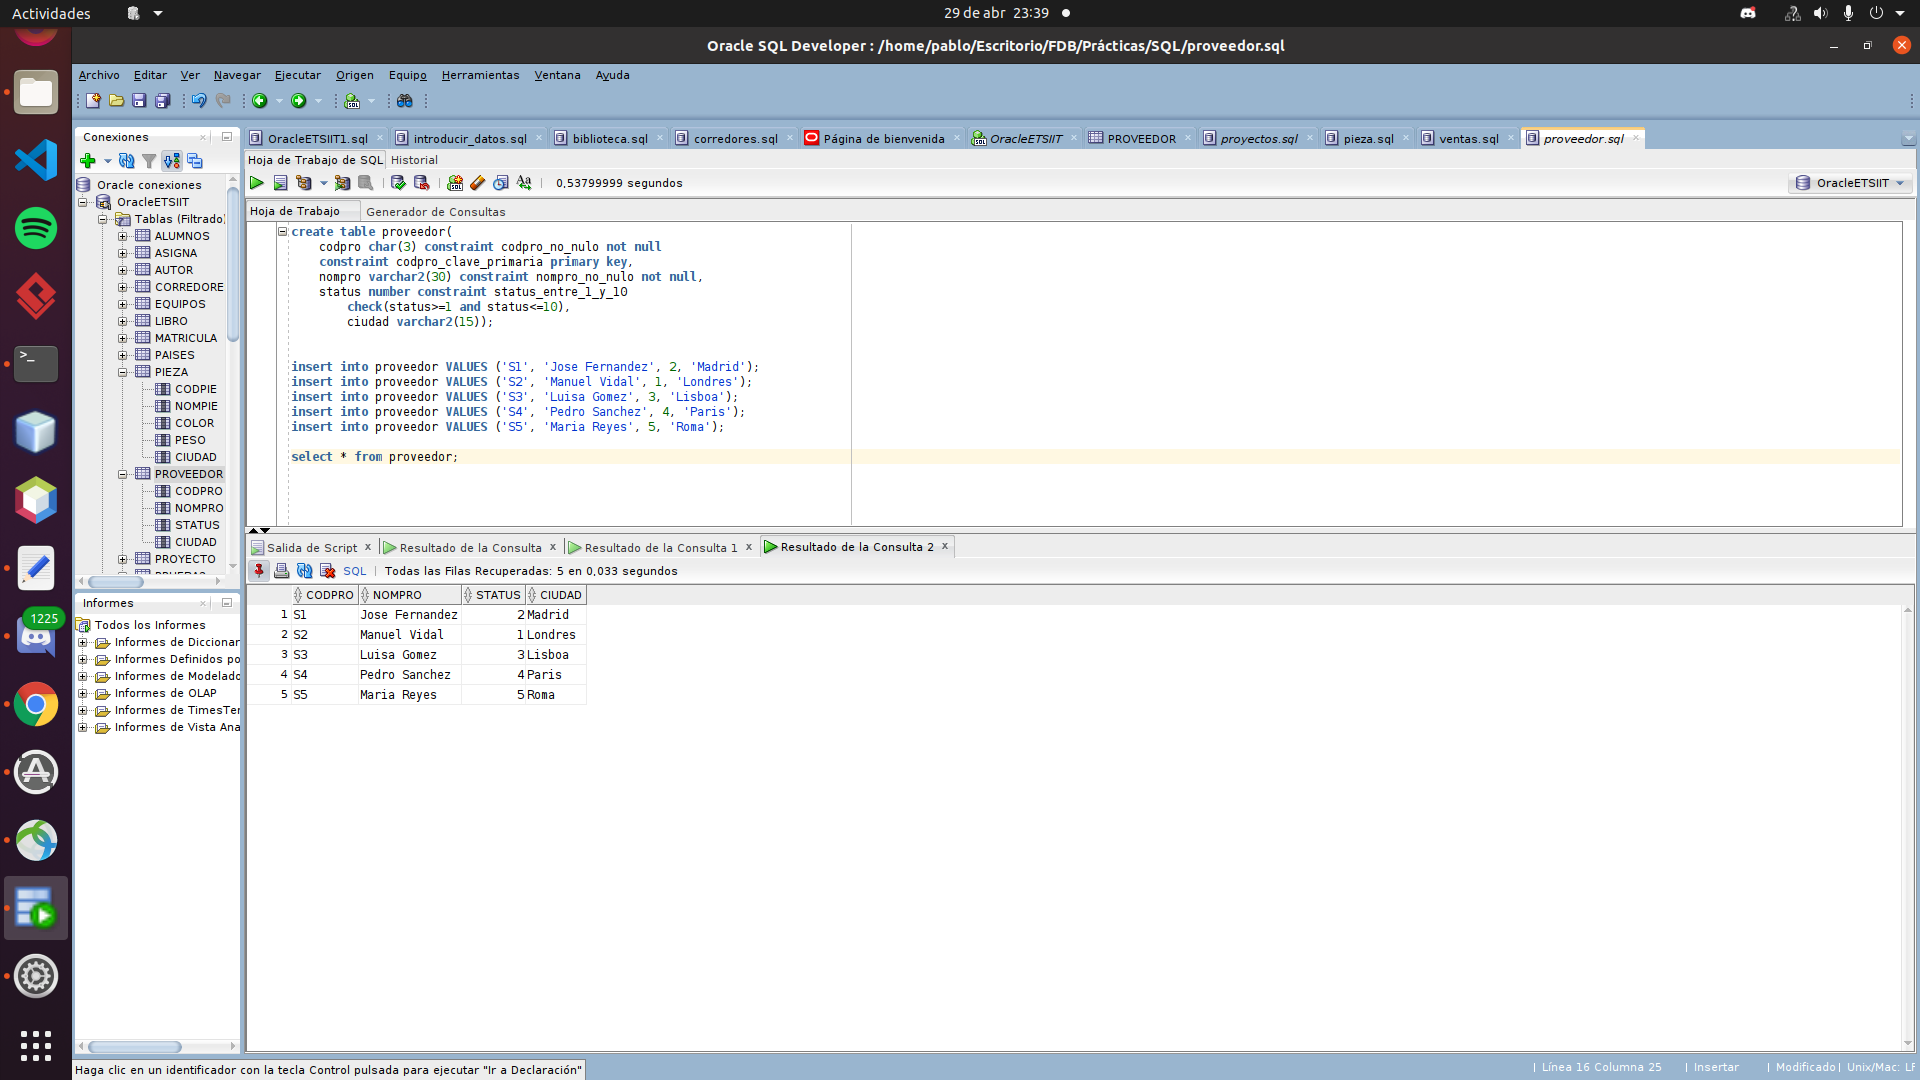 Actividades
29 de abr 23:39
Oracle SQL Developer : /home/pablo/Escritorio/FDB/Prácticas/SQL/proveedor.sql
Archivo Editar Ver Navegar Ejecutar Origen Equipo Herramientas Ventana Ayuda
Conexiones
Oracle conexiones
OracleETSIIT
Tablas (Filtrado)
ALUMNOS
ASIGNA
AUTOR
CORREDORE
EQUIPOS
LIBRO
MATRICULA
PAISES
PIEZA
CODPIE
NOMPIE
COLOR
PESO
CIUDAD
PROVEEDOR
CODPRO
NOMPRO
STATUS
CIUDAD
PROYECTO
Informes
Todos los Informes
Informes de Diccionar
Informes Definidos po
Informes de Modelado
Informes de OLAP
Informes de TimesTer
Informes de Vista Ana
1225
OracleETSIIT1.sql introducir_datos.sql biblioteca.sql corredores.sql Página de bienvenida OracleETSIIT PROVEEDOR proyectos.sql pieza.sql ventas.sql proveedor.sql
Hoja de Trabajo de SQL Historial
0,53799999 segundos
OracleETSIIT
Hoja de Trabajo Generador de Consultas
create table proveedor(
codpro char(3) constraint codpro_no_nulo not null
constraint codpro_clave_primaria primary key,
nompro varchar2(30) constraint nompro_no_nulo not null,
status number constraint status_entre_1_y_10
check(status>=1 and status<=10),
ciudad varchar2(15));
insert into proveedor VALUES ('S1', 'Jose Fernandez', 2, 'Madrid');
insert into proveedor VALUES ('S2', 'Manuel Vidal', 1, 'Londres');
insert into proveedor VALUES ('S3', 'Luisa Gomez', 3, 'Lisboa');
insert into proveedor VALUES ('S4', 'Pedro Sanchez', 4, 'Paris');
insert into proveedor VALUES ('S5', 'Maria Reyes', 5, 'Roma');
select * from proveedor;
Salida de Script Resultado de la Consulta Resultado de la Consulta 1 Resultado de la Consulta 2
SQL Todas las Filas Recuperadas: 5 en 0,033 segundos
CODPRO NOMPRO STATUS CIUDAD
1 S1 Jose Fernandez 2 Madrid
2 S2 Manuel Vidal 1 Londres
3 S3 Luisa Gomez 3 Lisboa
4 S4 Pedro Sanchez 4 Paris
5 S5 Maria Reyes 5 Roma
Haga clic en un identificador con la tecla Control pulsada para ejecutar "Ir a Declaración"
Línea 16 Columna 25 Insertar Modificado Unix/Mac: LF